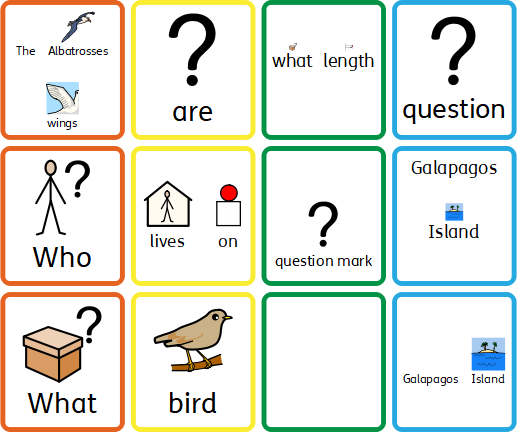 The Albatrosses
wings
are
what length
question
Who
lives on
question mark
Galapagos
Island
What
bird
Galapagos Island